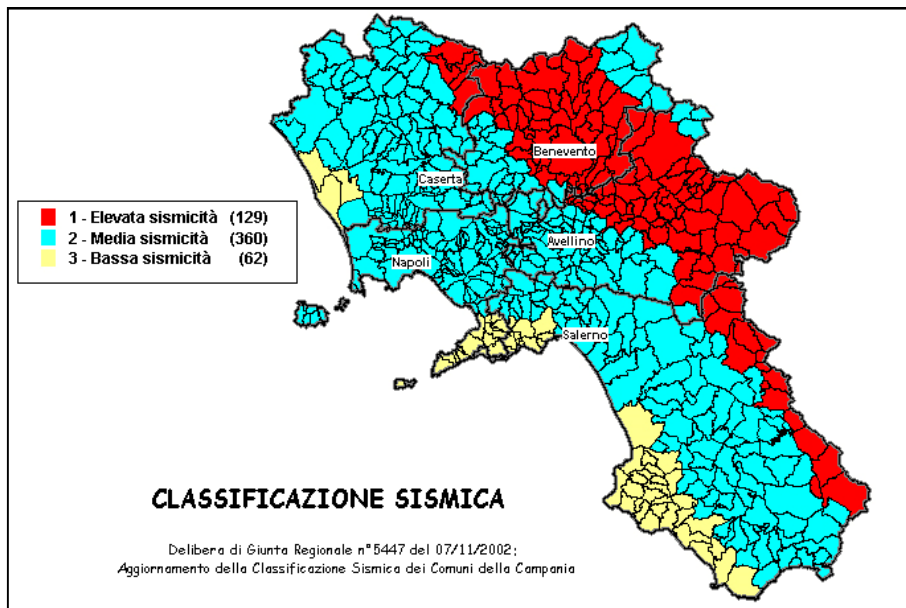 Benevento
Caserta
1 - Elevata sismicità (129)
2 - Media sismicità (360)
3 - Bassa sismicità (62)
Avellino
Napoli
Salerno
CLASSIFICAZIONE SISMICA
Delibera di Giunta Regionale n°5447 del 07/11/2002;
Aggiornamento della Classificazione Sismica dei Comuni della Campania